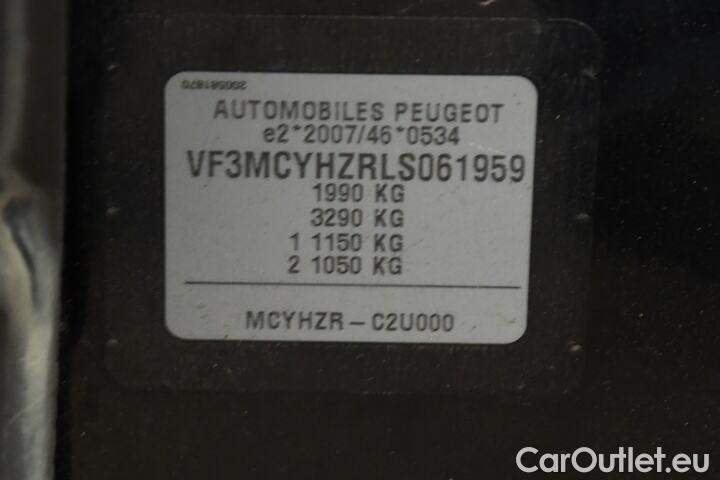 200581870
AUTOMOBILES PEUGEOT
e2*2007/46*0534
VF3MCYHZRLS061959
1990 KG
3290 KG
1 1150 KG
2 1050 KG
MCYHZR - C2U000
CarOutlet.eu